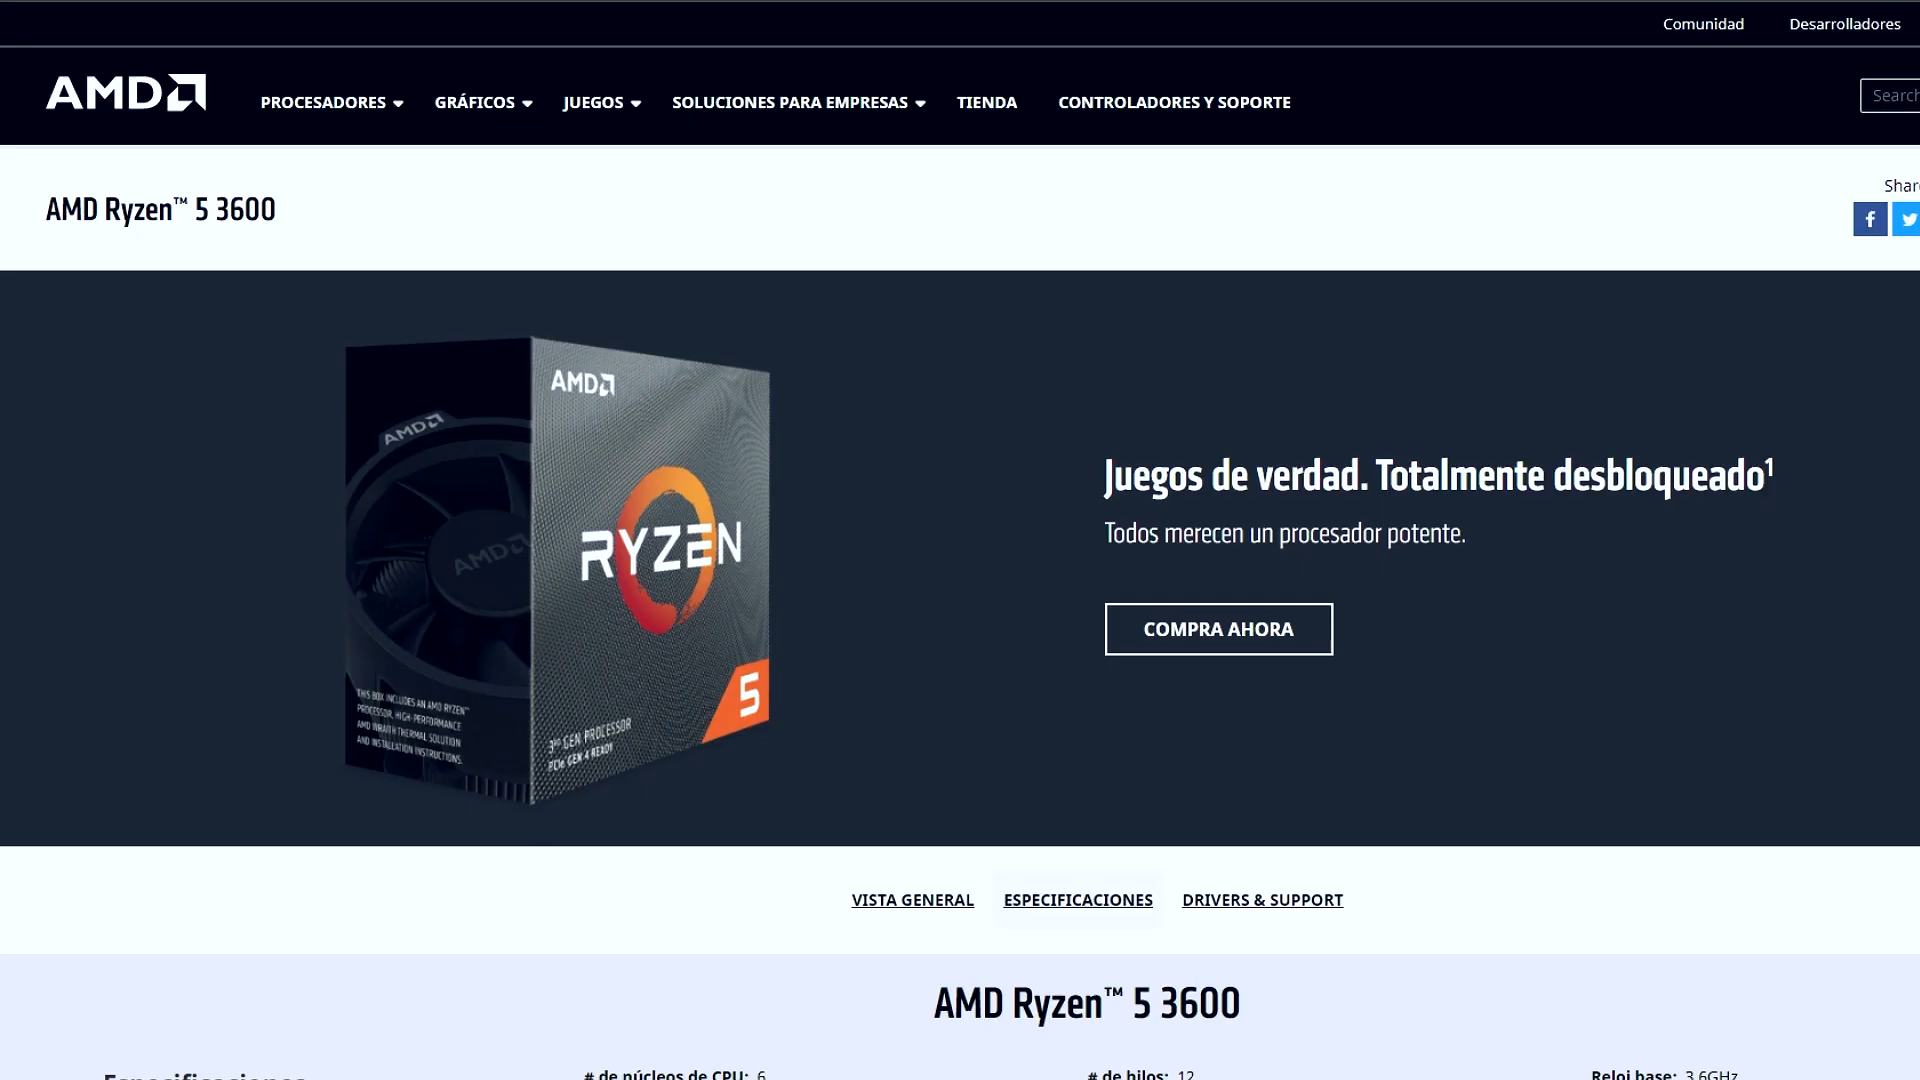 Comunidad Desarrolladores
AMD
PROCESADORES GRÁFICOS JUEGOS SOLUCIONES PARA EMPRESAS TIENDA CONTROLADORES Y SOPORTE
Search
AMD Ryzen™ 5 3600
Share
AMD
AMD
AMD
RYZEN
5
THIS BOX INCLUDES AN AMD RYZEN™
PROCESSOR, HIGH-PERFORMANCE
AMD WRAITH THERMAL SOLUTION
AND INSTALLATION INSTRUCTIONS.
3RD GEN PROCESSOR
PCIe GEN 4 READY
Juegos de verdad. Totalmente desbloqueado¹
Todos merecen un procesador potente.
COMPRA AHORA
VISTA GENERAL ESPECIFICACIONES DRIVERS & SUPPORT
AMD Ryzen™ 5 3600
Especificaciones
# de núcleos de CPU: 6
# de hilos: 12
Reloj base: 3.6GHz